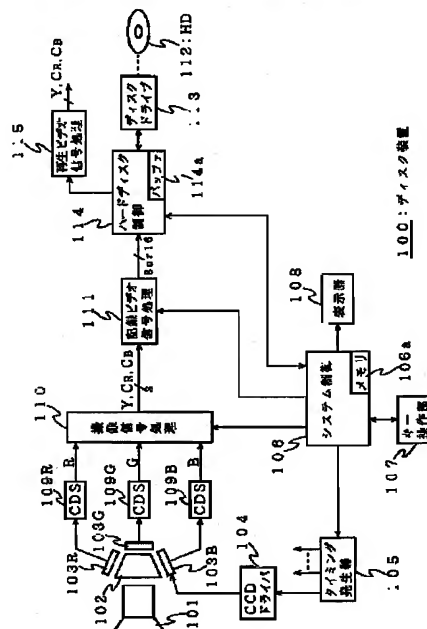 112:HD
Y,CR,CB
115
再生ビデオ
信号処理
ディスク
ドライブ
113
114
ハードディスク
制御
バッファ
114a
8or16
111
記録ビデオ
信号処理
Y,CR,CB
8
110
撮像信号処理
R
G
B
109R
CDS
109G
CDS
109B
CDS
103R
103G
103B
102
101
104
CCD
ドライバ
105
タイミング
発生器
106
システム制御
メモリ
106a
107
キー
操作部
108
表示部
100:ディスク装置